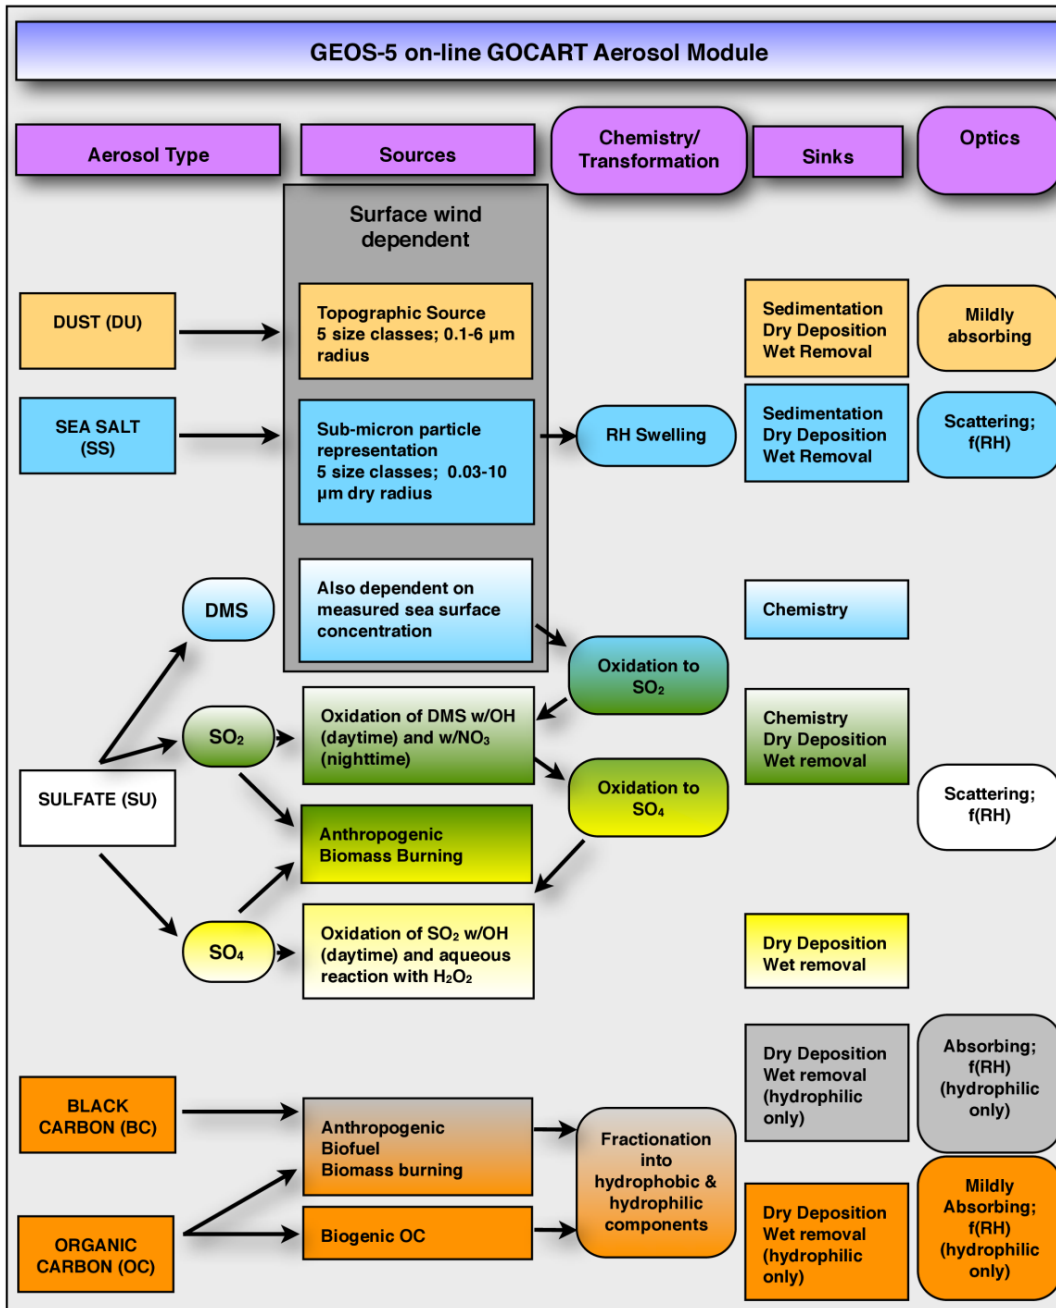 GEOS-5 on-line GOCART Aerosol Module
Aerosol Type
Sources
Chemistry/
Transformation
Sinks
Optics
Surface wind
dependent
DUST (DU)
Topographic Source
5 size classes; 0.1-6 µm
radius
Sedimentation
Dry Deposition
Wet Removal
Mildly
absorbing
SEA SALT
(SS)
Sub-micron particle
representation
5 size classes; 0.03-10
µm dry radius
RH Swelling
Sedimentation
Dry Deposition
Wet Removal
Scattering;
f(RH)
DMS
Also dependent on
measured sea surface
concentration
Chemistry
Oxidation to
SO₂
SO₂
Oxidation of DMS w/OH
(daytime) and w/NO₃
(nighttime)
Chemistry
Dry Deposition
Wet removal
SULFATE (SU)
Oxidation to
SO₄
Scattering;
f(RH)
Anthropogenic
Biomass Burning
SO₄
Oxidation of SO₂ w/OH
(daytime) and aqueous
reaction with H₂O₂
Dry Deposition
Wet removal
BLACK
CARBON (BC)
Anthropogenic
Biofuel
Biomass burning
Fractionation
into
hydrophobic &
hydrophilic
components
Dry Deposition
Wet removal
(hydrophilic
only)
Absorbing;
f(RH)
(hydrophilic
only)
ORGANIC
CARBON (OC)
Biogenic OC
Dry Deposition
Wet removal
(hydrophilic
only)
Mildly
Absorbing;
f(RH)
(hydrophilic
only)